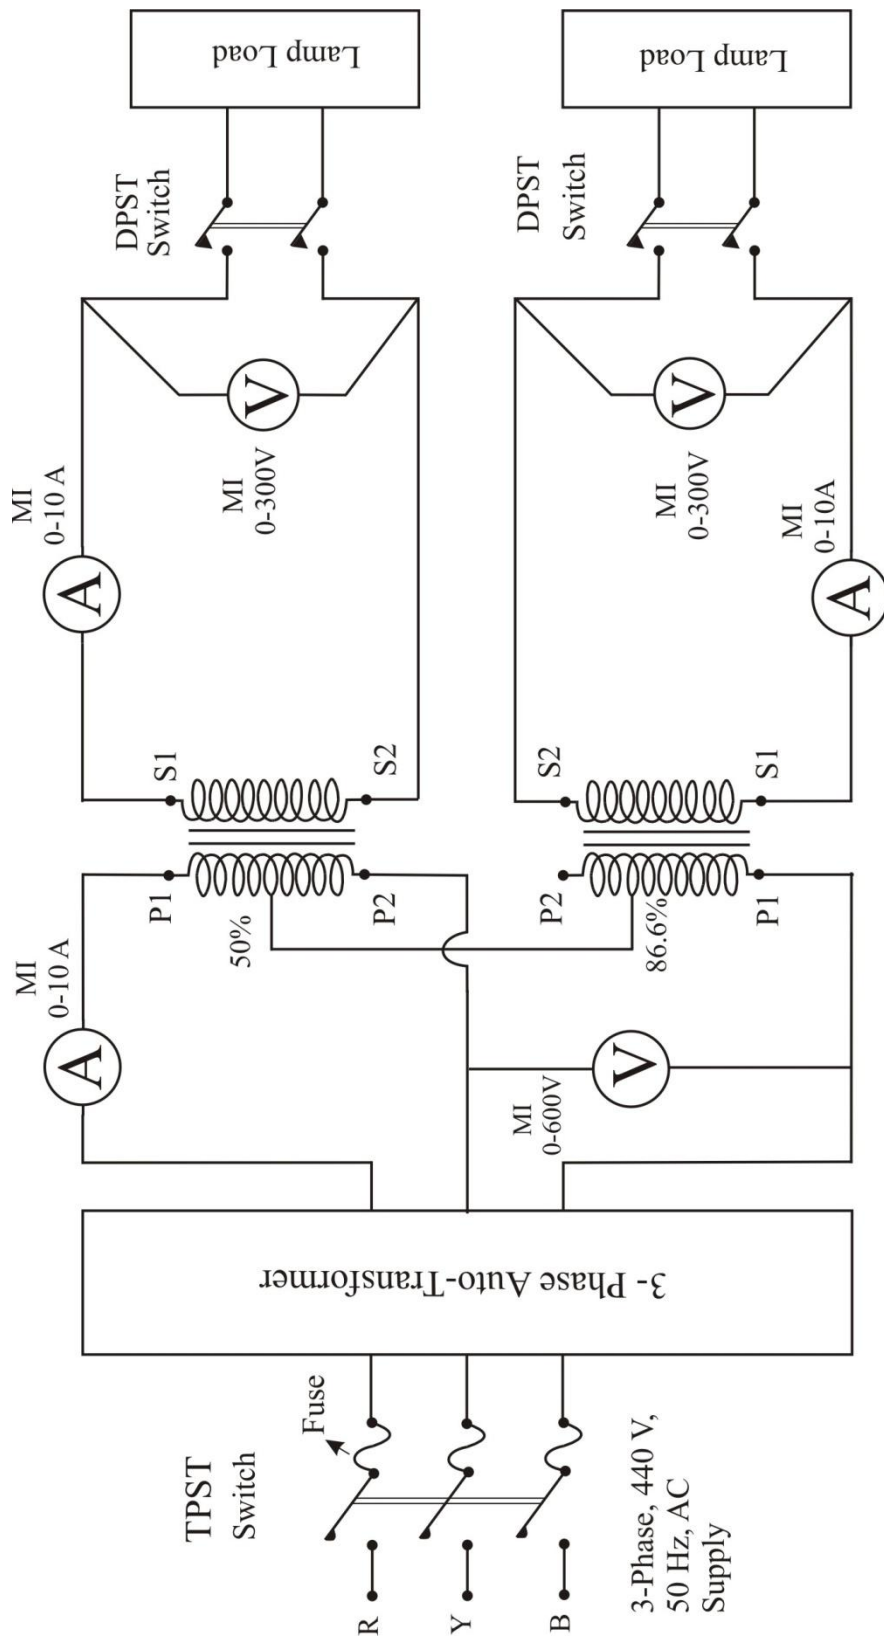 R
Y
B
3-Phase, 440 V,
50 Hz, AC
Supply
TPST
Switch
Fuse
3- Phase Auto-Transformer
MI
0-10 A
A
MI
0-600V
V
P1
50%
P2
P2
86.6%
P1
S1
S2
S2
S1
MI
0-10 A
A
MI
0-300V
V
MI
0-300V
V
MI
0-10A
A
DPST
Switch
DPST
Switch
Lamp Load
Lamp Load